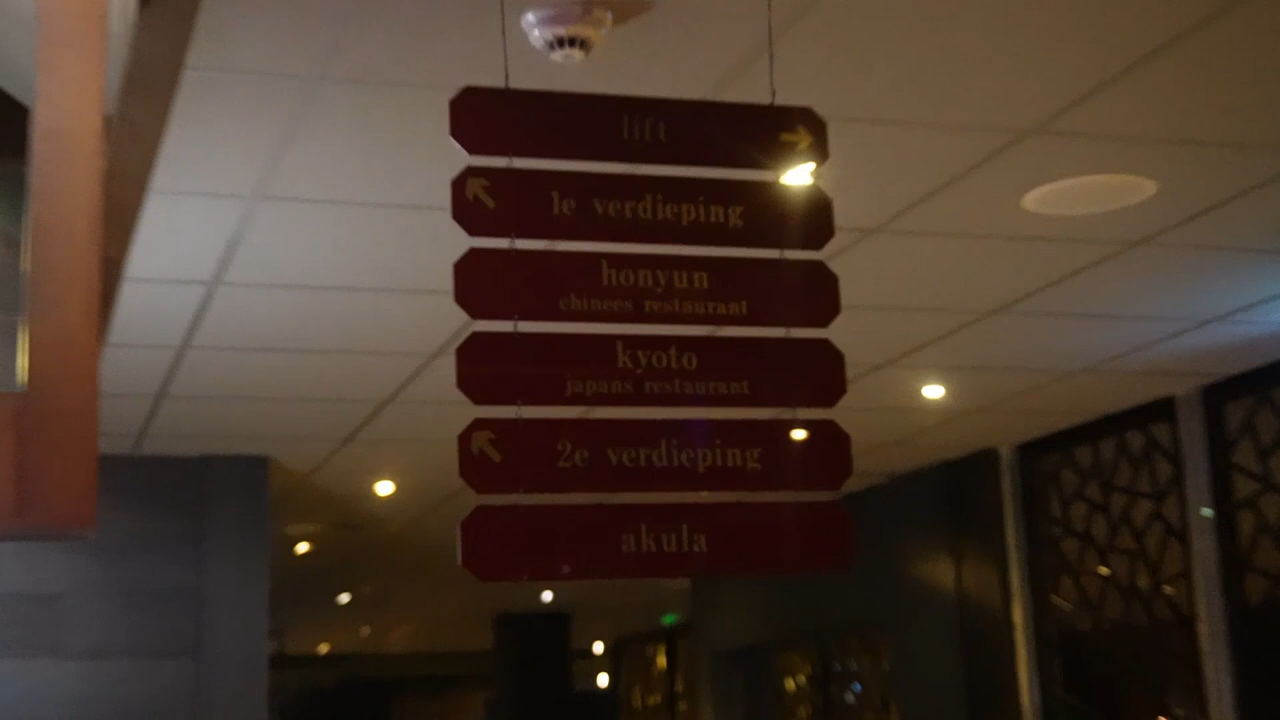 lift
1e verdieping
honyun
chinees restaurant
kyoto
japans restaurant
2e verdieping
akula